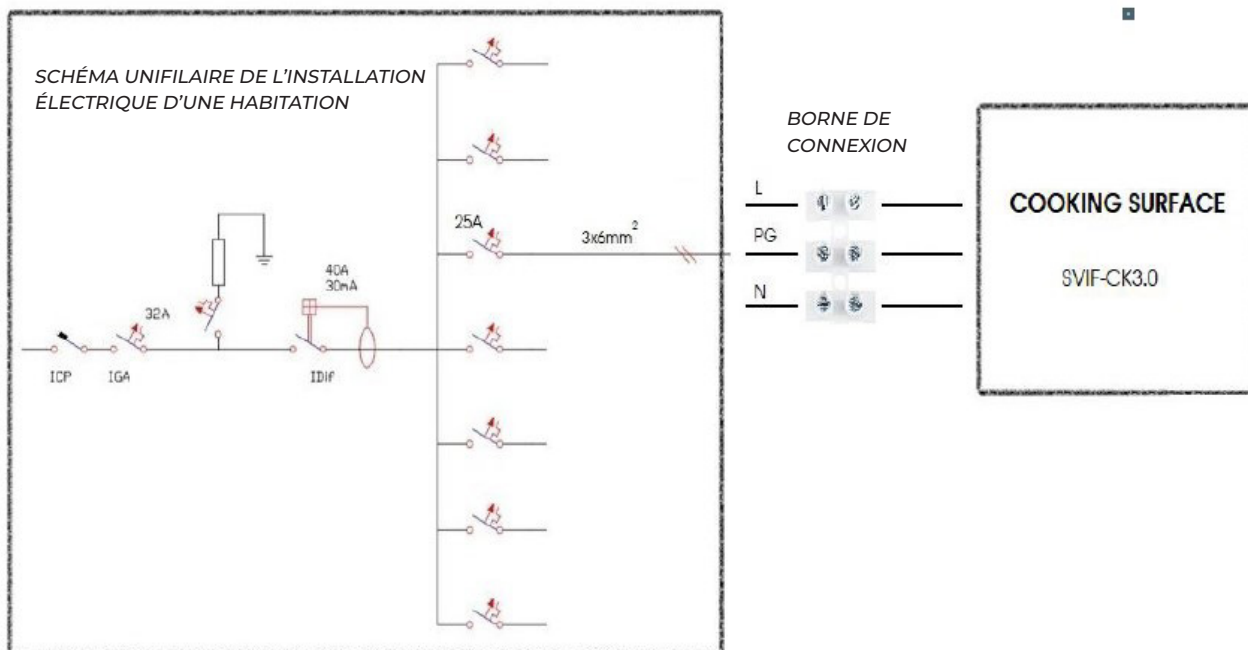 SCHÉMA UNIFILAIRE DE L'INSTALLATION
ÉLECTRIQUE D'UNE HABITATION
BORNE DE
CONNEXION
L
PG
N
COOKING SURFACE
SVIF-CK3.0
25A
3x6mm²
40A
30mA
32A
ICP
IGA
IDif